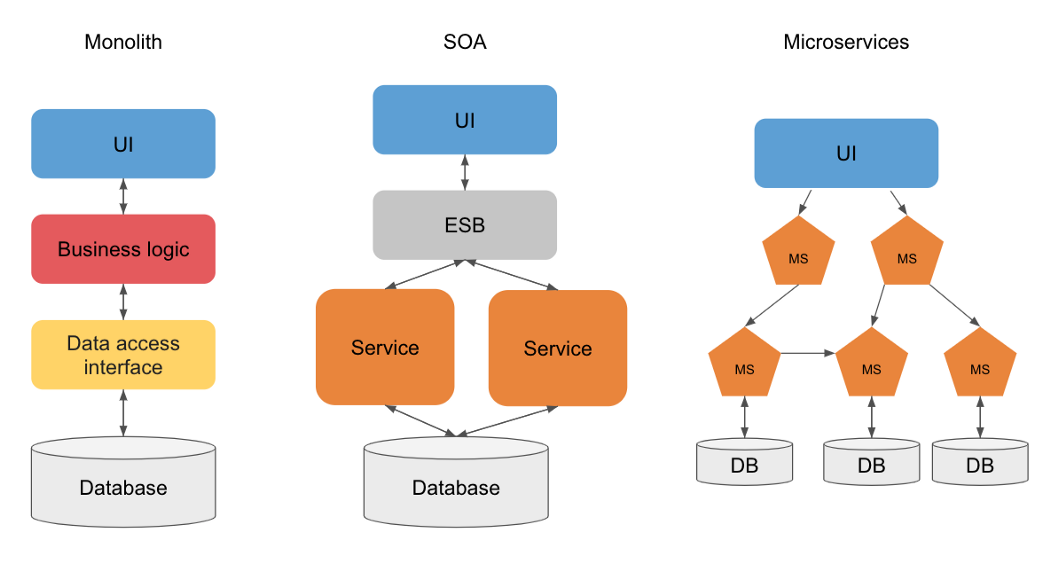 Monolith
SOA
Microservices
UI
Business logic
Data access
interface
Database
UI
ESB
Service
Service
Database
UI
MS
MS
MS
MS
MS
DB
DB
DB